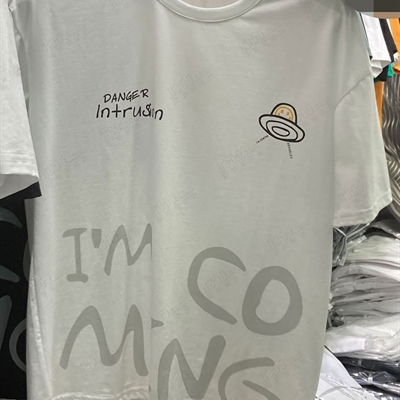 DANGER
Intrusion
I'M CO
MING